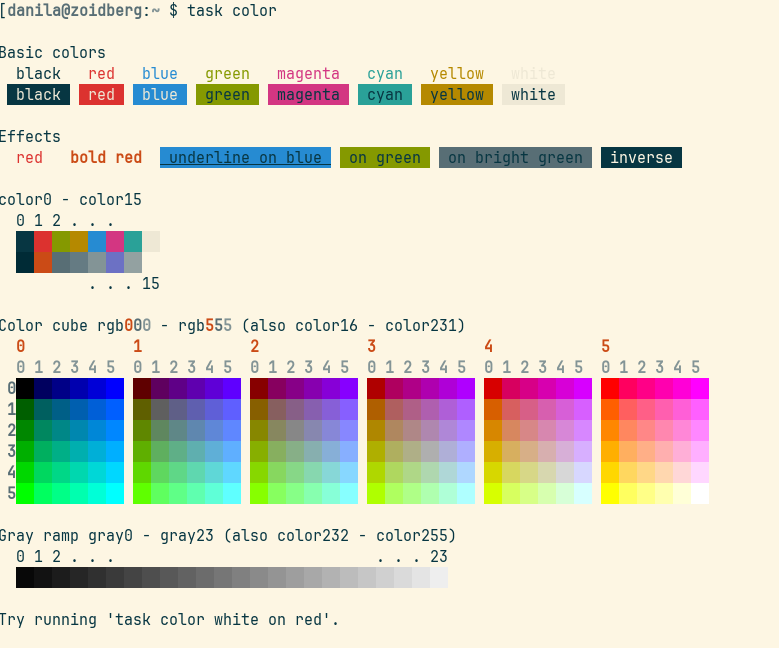 [danila@zoidberg:~ $ task color
Basic colors
black red blue green magenta cyan yellow white
black red blue green magenta cyan yellow white
Effects
red bold red underline on blue on green on bright green inverse
color0 - color15
0 1 2 . . .
. . . 15
Color cube rgb000 - rgb555 (also color16 - color231)
0 1 2 3 4 5
0 1 2 3 4 5 0 1 2 3 4 5 0 1 2 3 4 5 0 1 2 3 4 5 0 1 2 3 4 5 0 1 2 3 4 5
0
1
2
3
4
5
Gray ramp gray0 - gray23 (also color232 - color255)
0 1 2 . . . . . . 23
Try running 'task color white on red'.